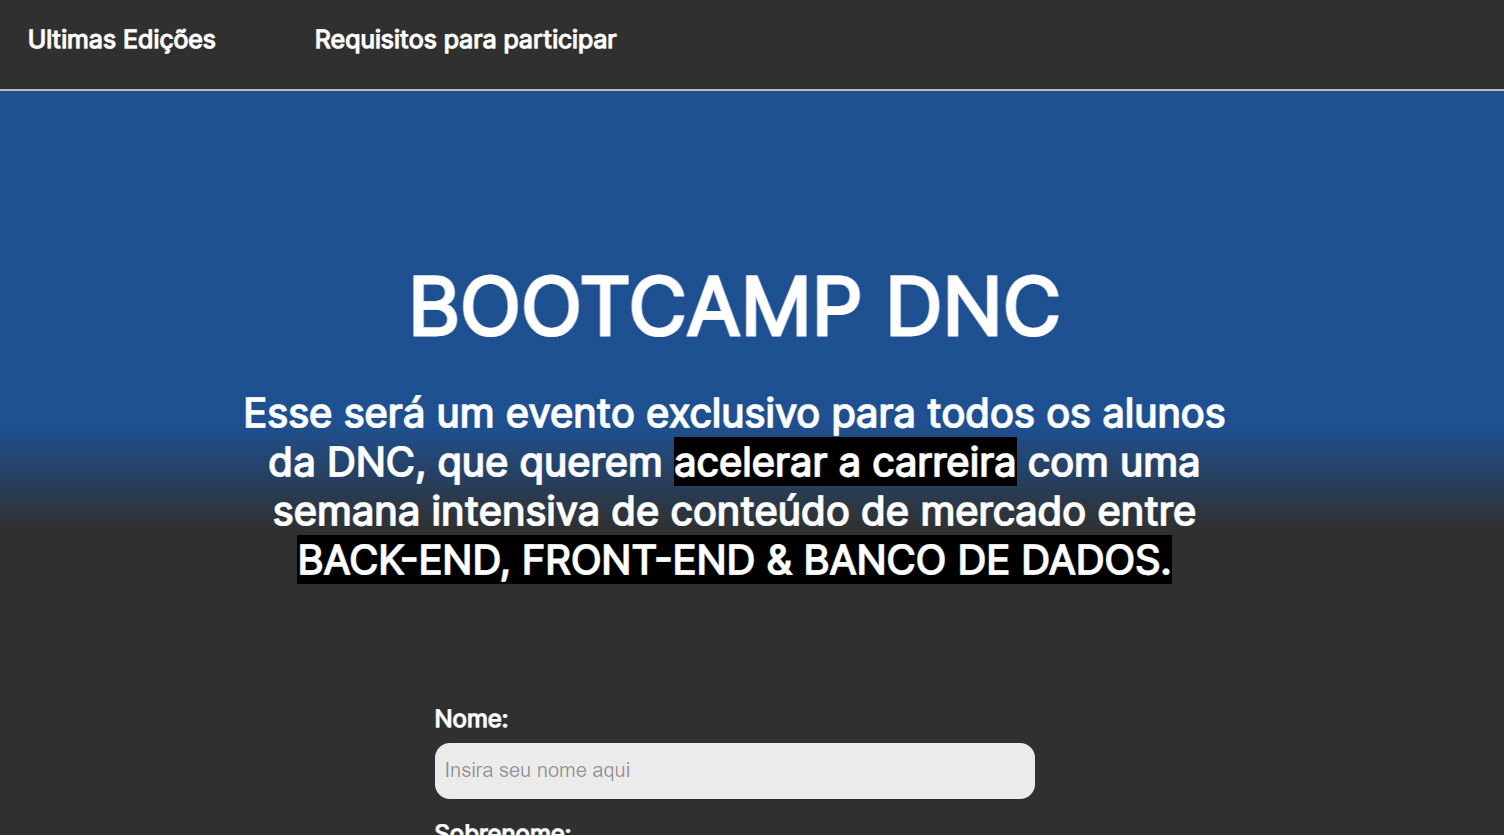 Ultimas Edições
Requisitos para participar
BOOTCAMP DNC
Esse será um evento exclusivo para todos os alunos
da DNC, que querem acelerar a carreira com uma
semana intensiva de conteúdo de mercado entre
BACK-END, FRONT-END & BANCO DE DADOS.
Nome:
Insira seu nome aqui
Sobrenome: